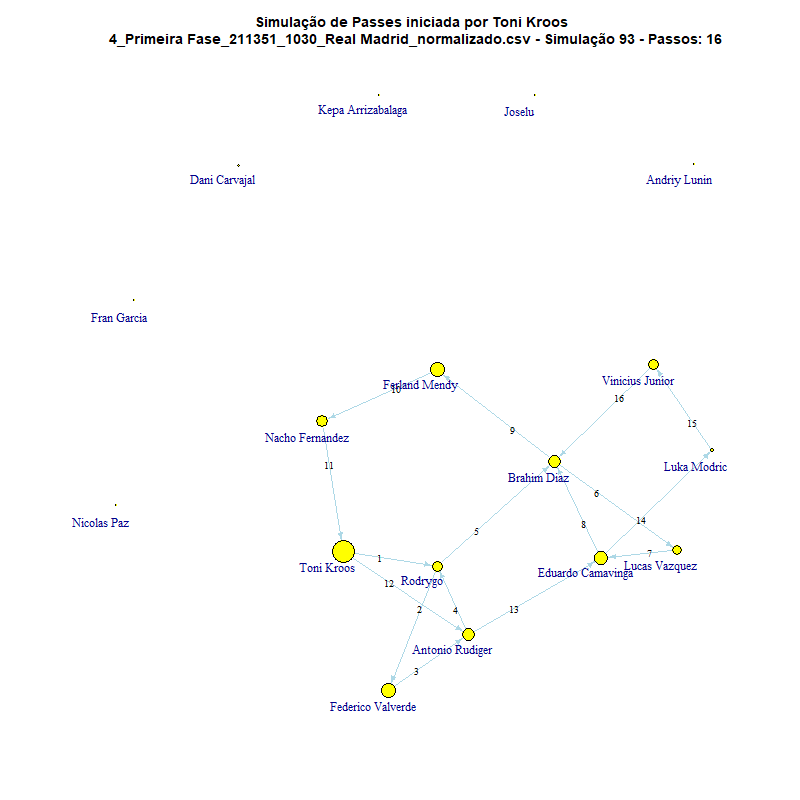 Simulação de Passes iniciada por Toni Kroos
4_Primeira Fase_211351_1030_Real Madrid_normalizado.csv - Simulação 93 - Passos: 16
Kepa Arrizabalaga
Joselu
Dani Carvajal
Andriy Lunin
Fran Garcia
Ferland Mendy
Vinicius Junior
10
16
Nacho Fernandez
15
9
11
Luka Modric
Brahim Diaz
6
Nicolas Paz
14
8
5
7
1
Toni Kroos
Eduardo Camavinga
Lucas Vazquez
Rodrygo
12
2
4
13
Antonio Rudiger
3
Federico Valverde